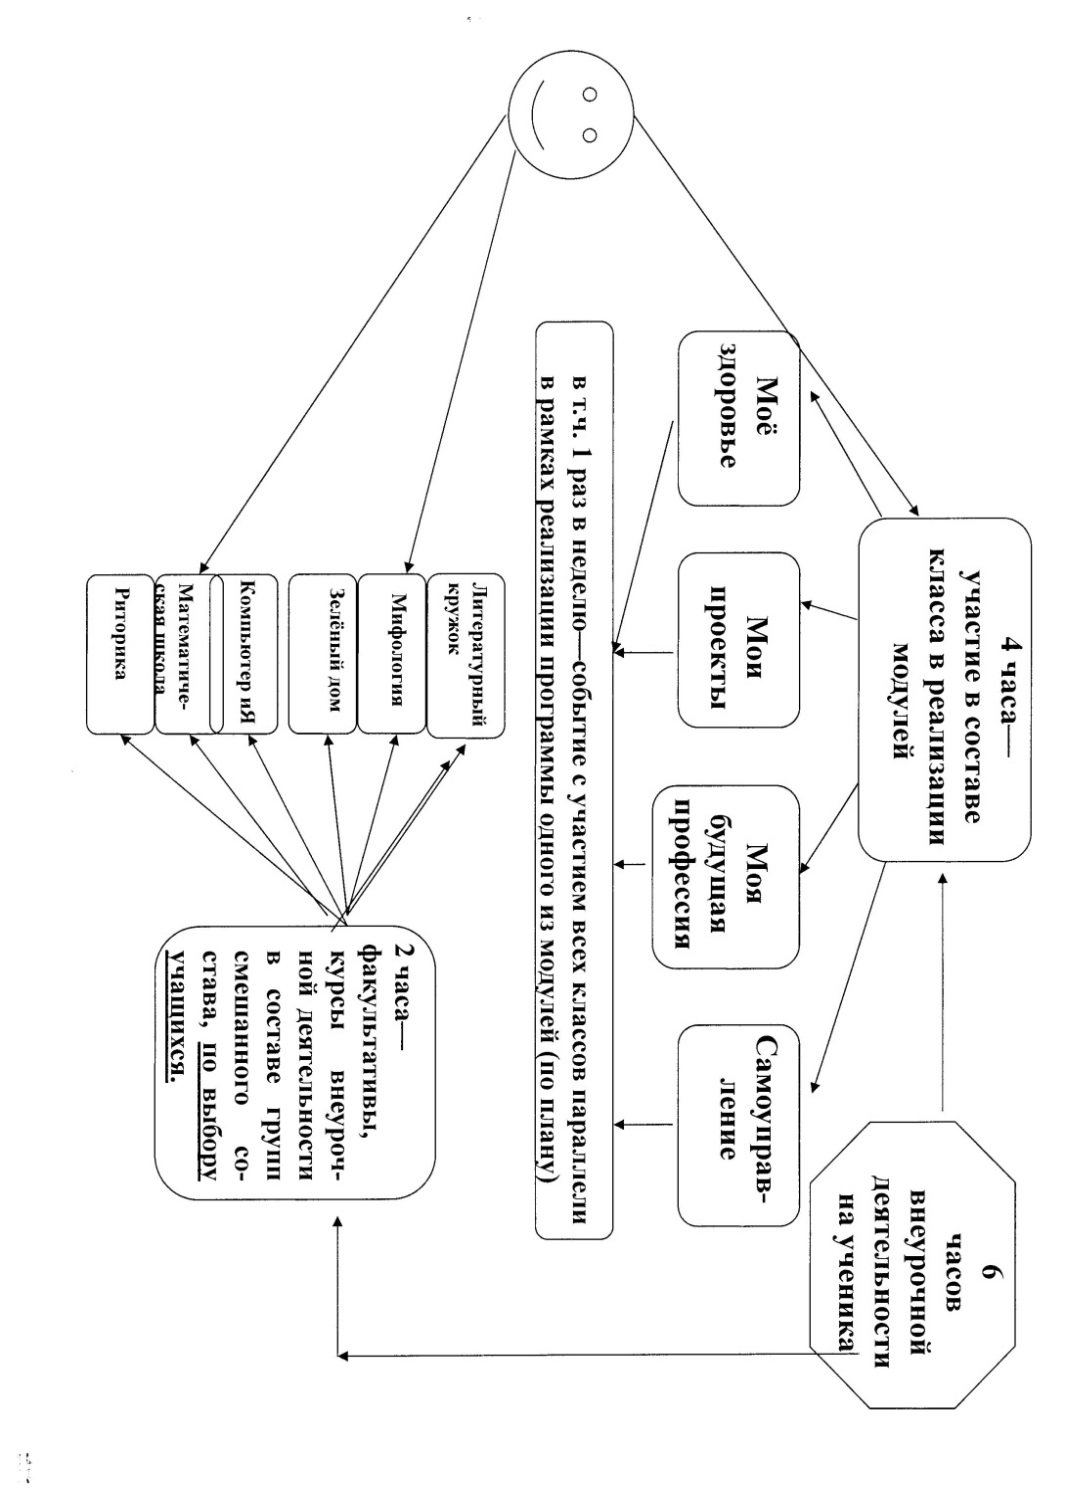 6
часов
внеурочной
деятельности
на ученика
4 часа—
участие в составе
класса в реализации
модулей
Моё
здоровье
Мои
проекты
Моя
будущая
профессия
Самоуправ-
ление
в т.ч. 1 раз в неделю—событие с участием всех классов параллели
в рамках реализации программы одного из модулей (по плану)
2 часа—
факультативы,
курсы внеуроч-
ной деятельности
в составе групп
смешанного со-
става, по выбору
учащихся.
Литературный
кружок
Мифология
Зелёный дом
Компьютер иЯ
Математиче-
ская школа
Риторика